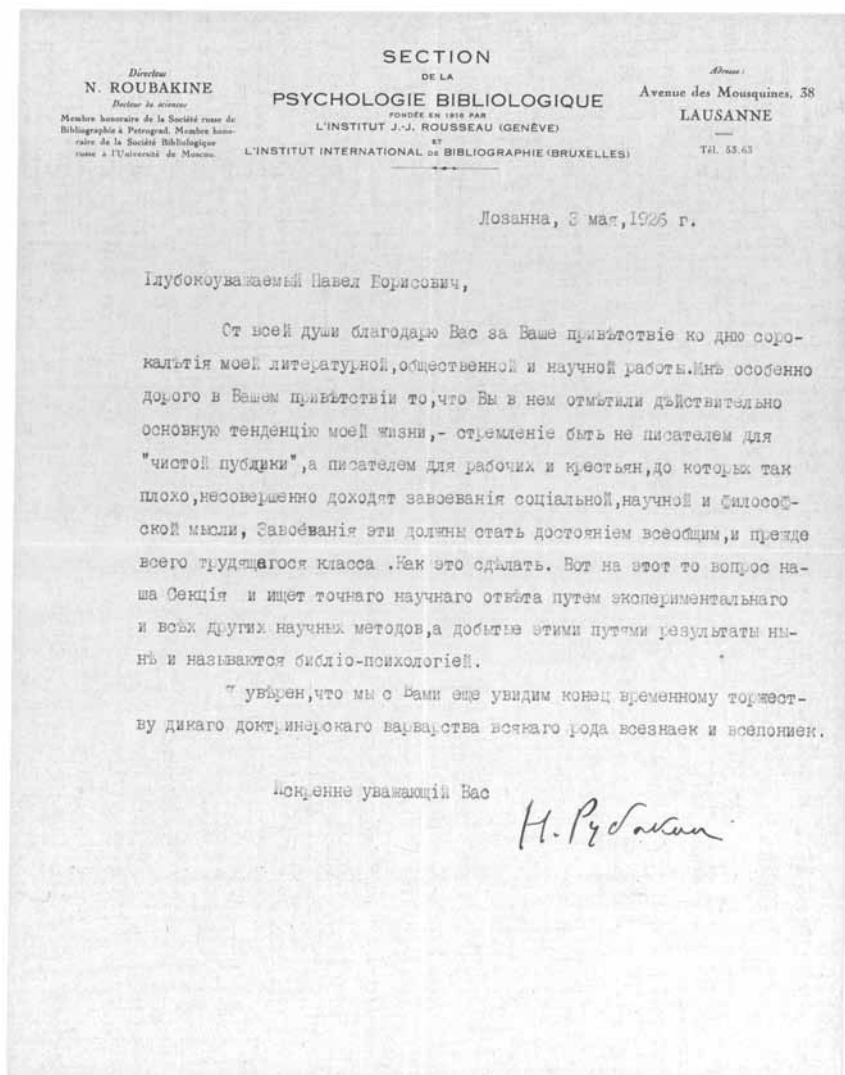 Directeur
N. ROUBAKINE
Docteur ès sciences
Membre honoraire de la Société russe de
Bibliographie à Petrograd. Membre hono-
raire de la Société Bibliologique
russe à l'Université de Moscou.
SECTION
DE LA
PSYCHOLOGIE BIBLIOLOGIQUE
FONDÉE EN 1916 PAR
L'INSTITUT J.-J. ROUSSEAU (GENÈVE)
ET
L'INSTITUT INTERNATIONAL DE BIBLIOGRAPHIE (BRUXELLES)
Adresse :
Avenue des Mousquines, 38
LAUSANNE
Tél. 53.63
Лозанна, 3 мая,1926 г.
Глубокоуважаемый Павел Борисович,
От всей души благодарю Вас за Ваше привѣтствіе ко дню соро-
калѣтія моей литературной,общественной и научной работы.Мнѣ особенно
дорого в Вашем привѣтствіи то,что Вы в нем отмѣтили дѣйствительно
основную тенденцію моей жизни,- стремленіе быть не писателем для
"чистой публики",а писателем для рабочих и крестьян,до которых так
плохо,несовершенно доходят завоеванія соціальной,научной и философ-
ской мысли, Завоеванія эти должны стать достояніем всеобщим,и прежде
всего трудящагося класса .Как это сдѣлать. Вот на этот то вопрос на-
ша Секція и ищет точнаго научнаго отвѣта путем экспериментальнаго
и всѣх других научных методов,а добытые этими путями результаты ны-
нѣ и называются библіо-психологіей.
Я увѣрен,что мы с Вами еще увидим конец временному торжест-
ву дикаго доктринерскаго варварства всякаго рода всезнаек и всепониек.
Искренне уважающій Вас
Н. Рубакин